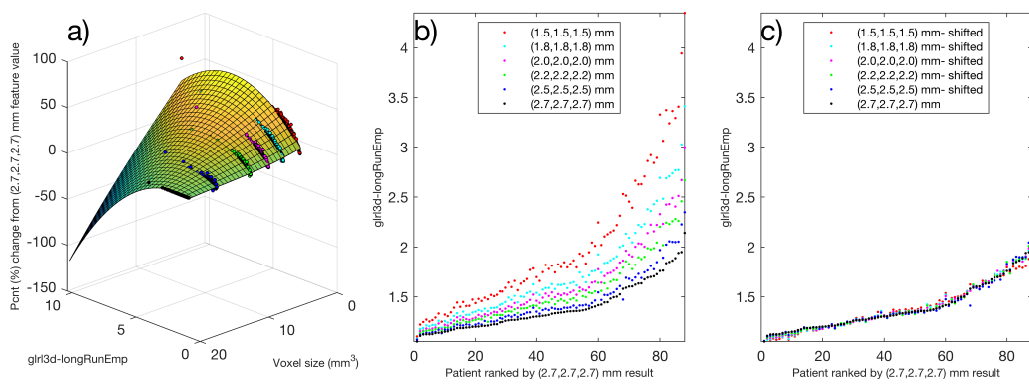 a)
Pcnt (%) change from (2.7,2.7,2.7) mm feature value
100
50
0
-50
-100
-150
10
5
0
glrl3d-longRunEmp
20
10
0
Voxel size (mm³)
b)
(1.5,1.5,1.5) mm
(1.8,1.8,1.8) mm
(2.0,2.0,2.0) mm
(2.2,2.2,2.2) mm
(2.5,2.5,2.5) mm
(2.7,2.7,2.7) mm
glrl3d-longRunEmp
4
3.5
3
2.5
2
1.5
0
20
40
60
80
Patient ranked by (2.7,2.7,2.7) mm result
c)
(1.5,1.5,1.5) mm- shifted
(1.8,1.8,1.8) mm- shifted
(2.0,2.0,2.0) mm- shifted
(2.2,2.2,2.2) mm- shifted
(2.5,2.5,2.5) mm- shifted
(2.7,2.7,2.7) mm
glrl3d-longRunEmp
4
3.5
3
2.5
2
1.5
0
20
40
60
80
Patient ranked by (2.7,2.7,2.7) mm result